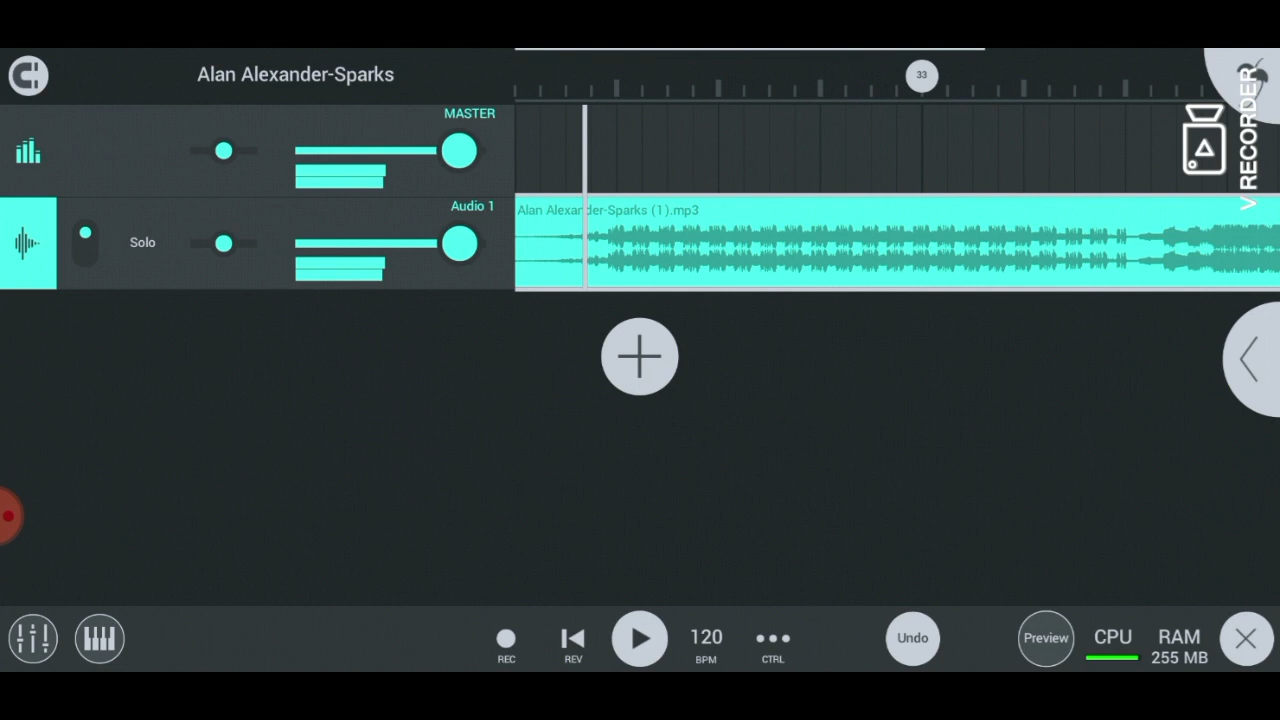 Alan Alexander-Sparks
33
V RECORDER
MASTER
Audio 1
Solo
Alan Alexander-Sparks (1).mp3
REC
REV
120
BPM
CTRL
Undo
Preview
CPU
RAM
255 MB